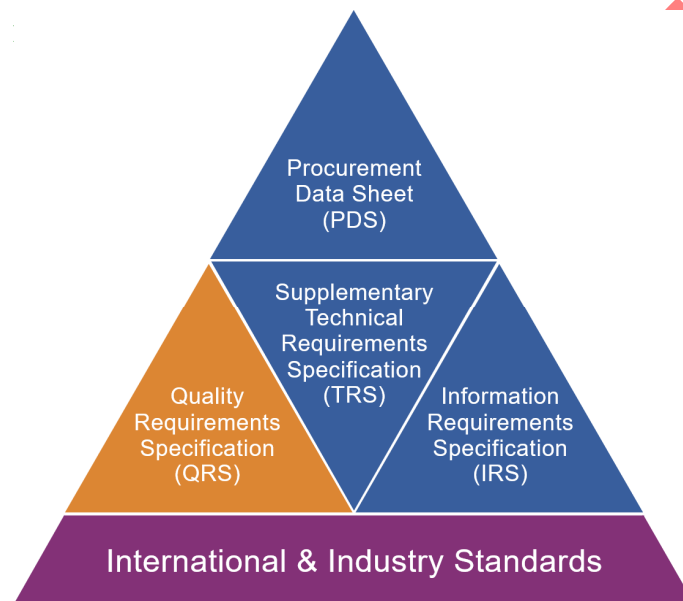 Procurement
Data Sheet
(PDS)
Supplementary
Technical
Requirements
Specification
(TRS)
Quality
Requirements
Specification
(QRS)
Information
Requirements
Specification
(IRS)
International & Industry Standards